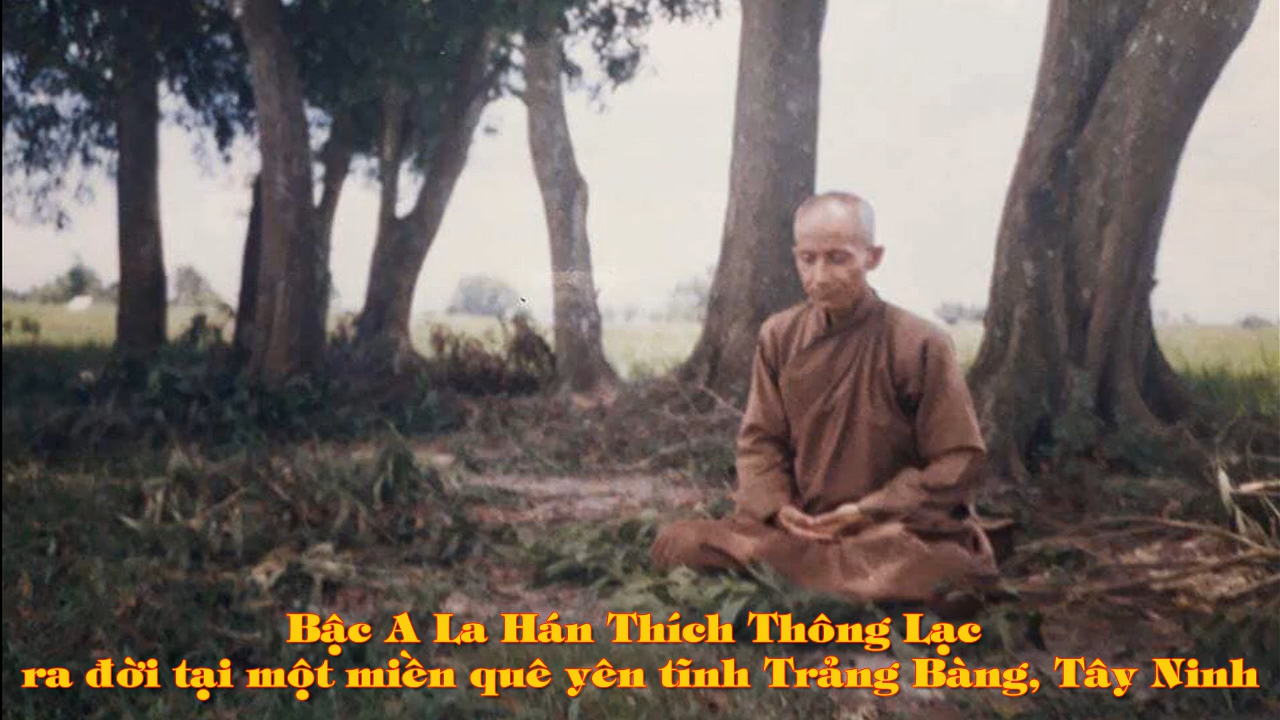 Bậc A La Hán Thích Thông Lạc
ra đời tại một miền quê yên tĩnh Trảng Bàng, Tây Ninh